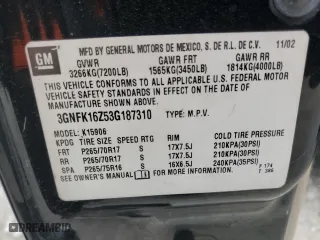 GM
MFD BY GENERAL MOTORS DE MEXICO, S. DE R.L. DE C.V. 11/02
GVWR GAWR FRT GAWR RR
3266KG(7200LB) 1565KG(3450LB) 1814KG(4000LB)
THIS VEHICLE CONFORMS TO ALL APPLICABLE U.S. FEDERAL MOTOR
VEHICLE SAFETY STANDARDS IN EFFECT ON THE DATE OF
MANUFACTURE SHOWN ABOVE.
3GNFK16Z53G187310 TYPE: M.P.V.
MODEL: K15906
KPDG TIRE SIZE SPEED RTG RIM COLD TIRE PRESSURE
FRT P265/70R17 S 17X7.5J 210KPA(30PSI)
RR P265/70R17 S 17X7.5J 210KPA(30PSI)
SPA P265/75R16 S 16X6.5J 240KPA(35PSI)
SEE OWNER'S MANUAL FOR ADDITIONAL INFORMATION.